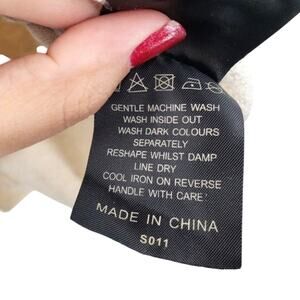 GENTLE MACHINE WASH
WASH INSIDE OUT
WASH DARK COLOURS
SEPARATELY
RESHAPE WHILST DAMP
LINE DRY
COOL IRON ON REVERSE
HANDLE WITH CARE
MADE IN CHINA
S011